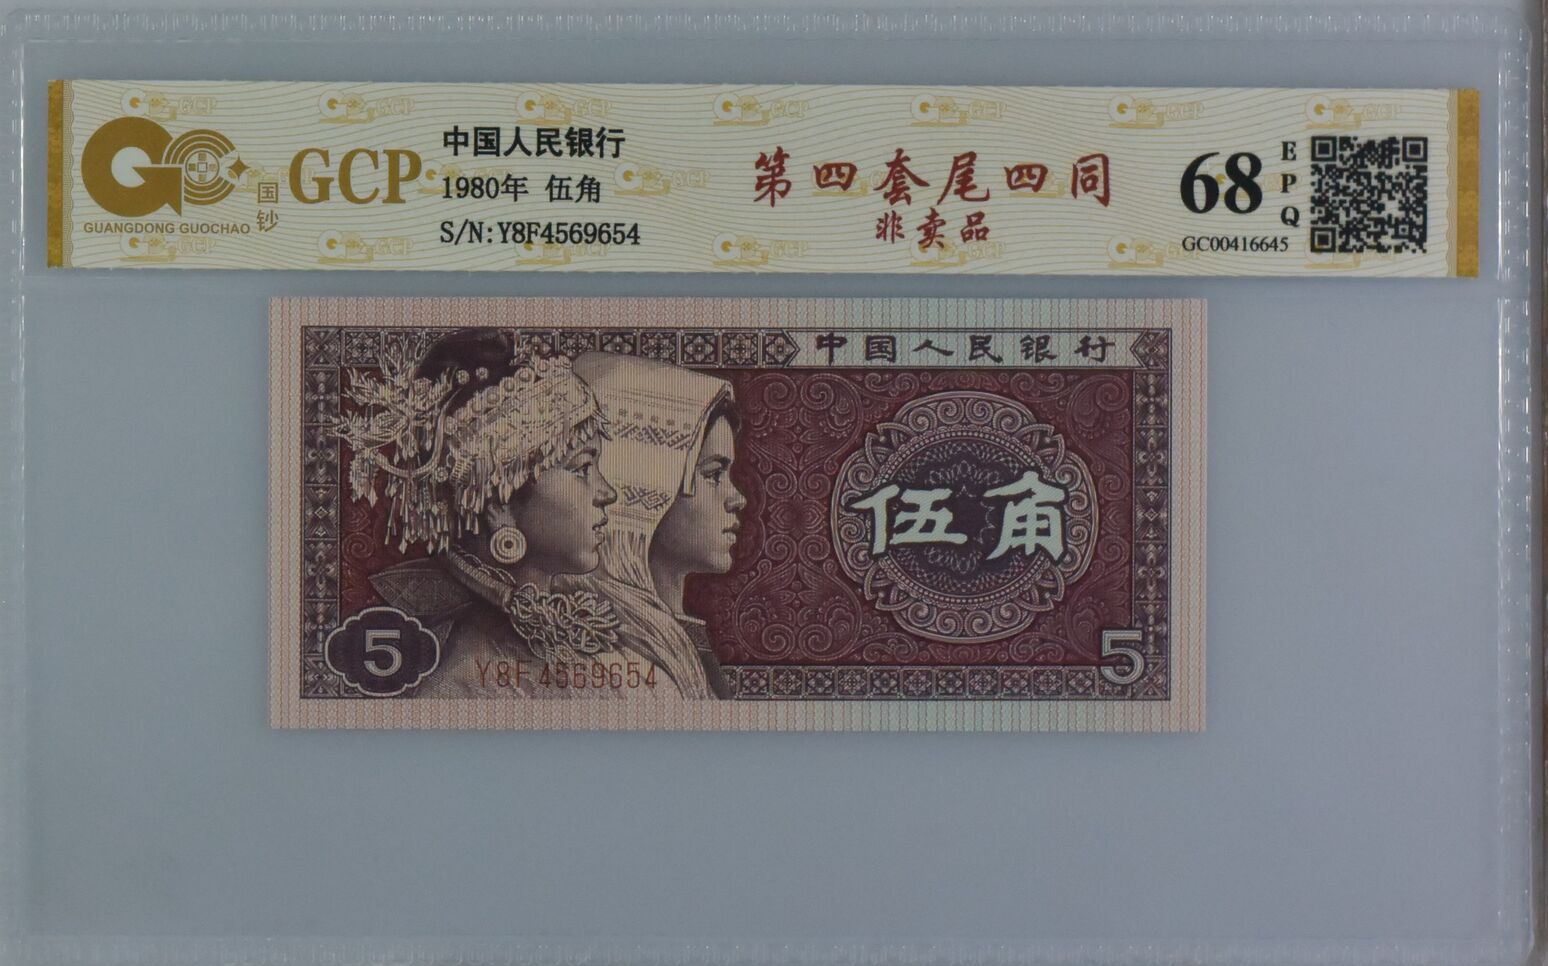 GUANGDONG GUOCHAO
国钞
GCP
中国人民银行
1980年 伍角
S/N:Y8F4569654
第四套尾四同
非卖品
68
EPQ
GC00416645
中国人民银行
伍角
5
Y8F4569654
5